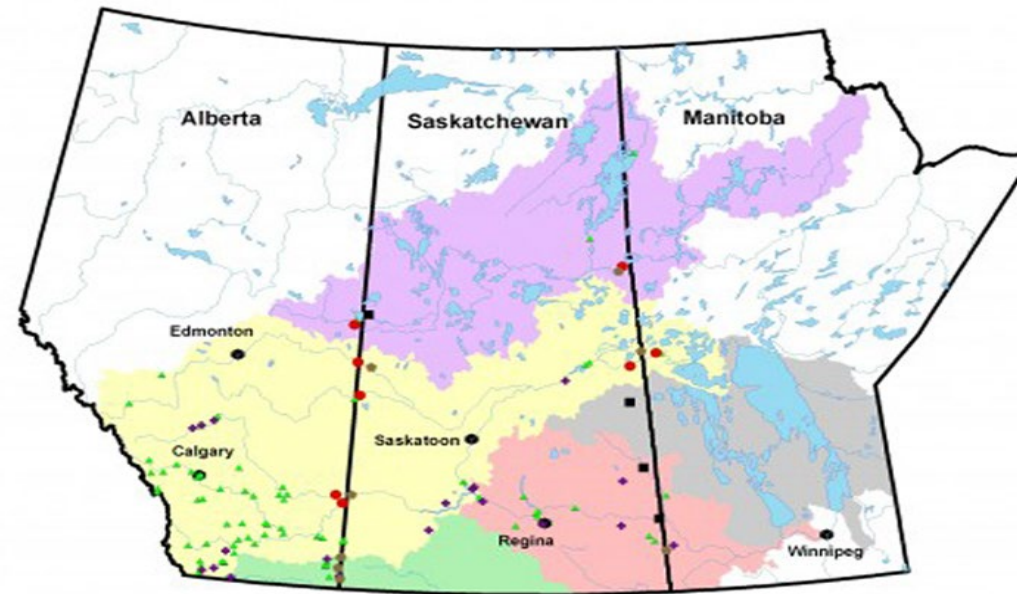 Alberta
Saskatchewan
Manitoba
Edmonton
Saskatoon
Calgary
Regina
Winnipeg